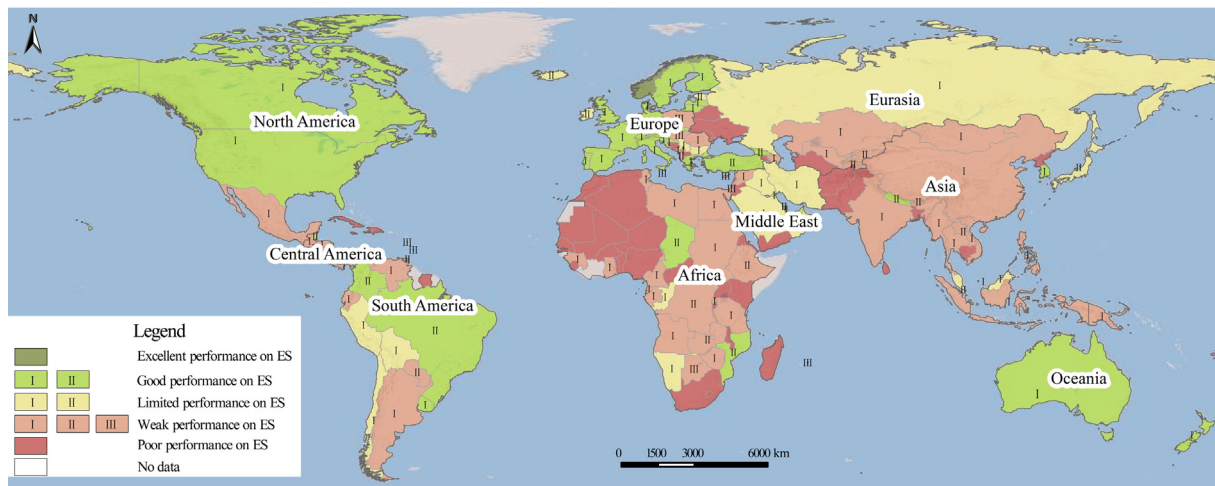 N
North America
Europe
Eurasia
Asia
Middle East
Central America
Africa
South America
Oceania
Legend
Excellent performance on ES
I II Good performance on ES
I II Limited performance on ES
I II III Weak performance on ES
Poor performance on ES
No data
0 1500 3000 6000 km